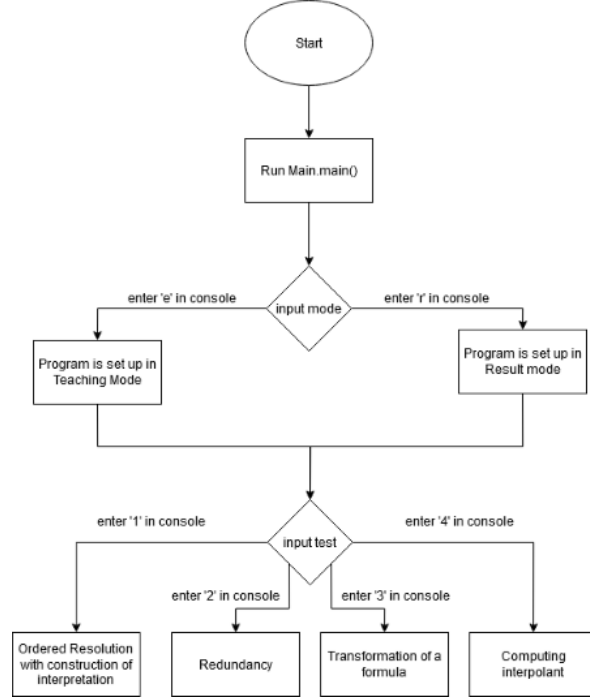 Start
Run Main.main()
enter 'e' in console
input mode
enter 'r' in console
Program is set up in
Teaching Mode
Program is set up in
Result mode
enter '1' in console
input test
enter '4' in console
enter '2' in console
enter '3' in console
Ordered Resolution
with construction of
interpretation
Redundancy
Transformation of a
formula
Computing
interpolant